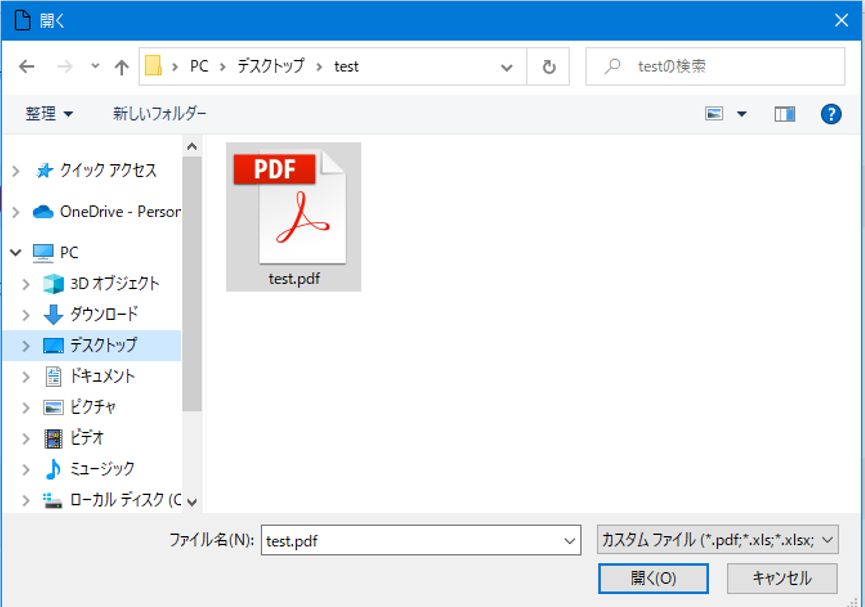 開く
PC デスクトップ test
testの検索
整理 新しいフォルダー
クイック アクセス
OneDrive - Person
PC
3D オブジェクト
ダウンロード
デスクトップ
ドキュメント
ピクチャ
ビデオ
ミュージック
ローカル ディスク (C
PDF
test.pdf
ファイル名(N): test.pdf カスタム ファイル (*.pdf;*.xls;*.xlsx;
開く(O) キャンセル